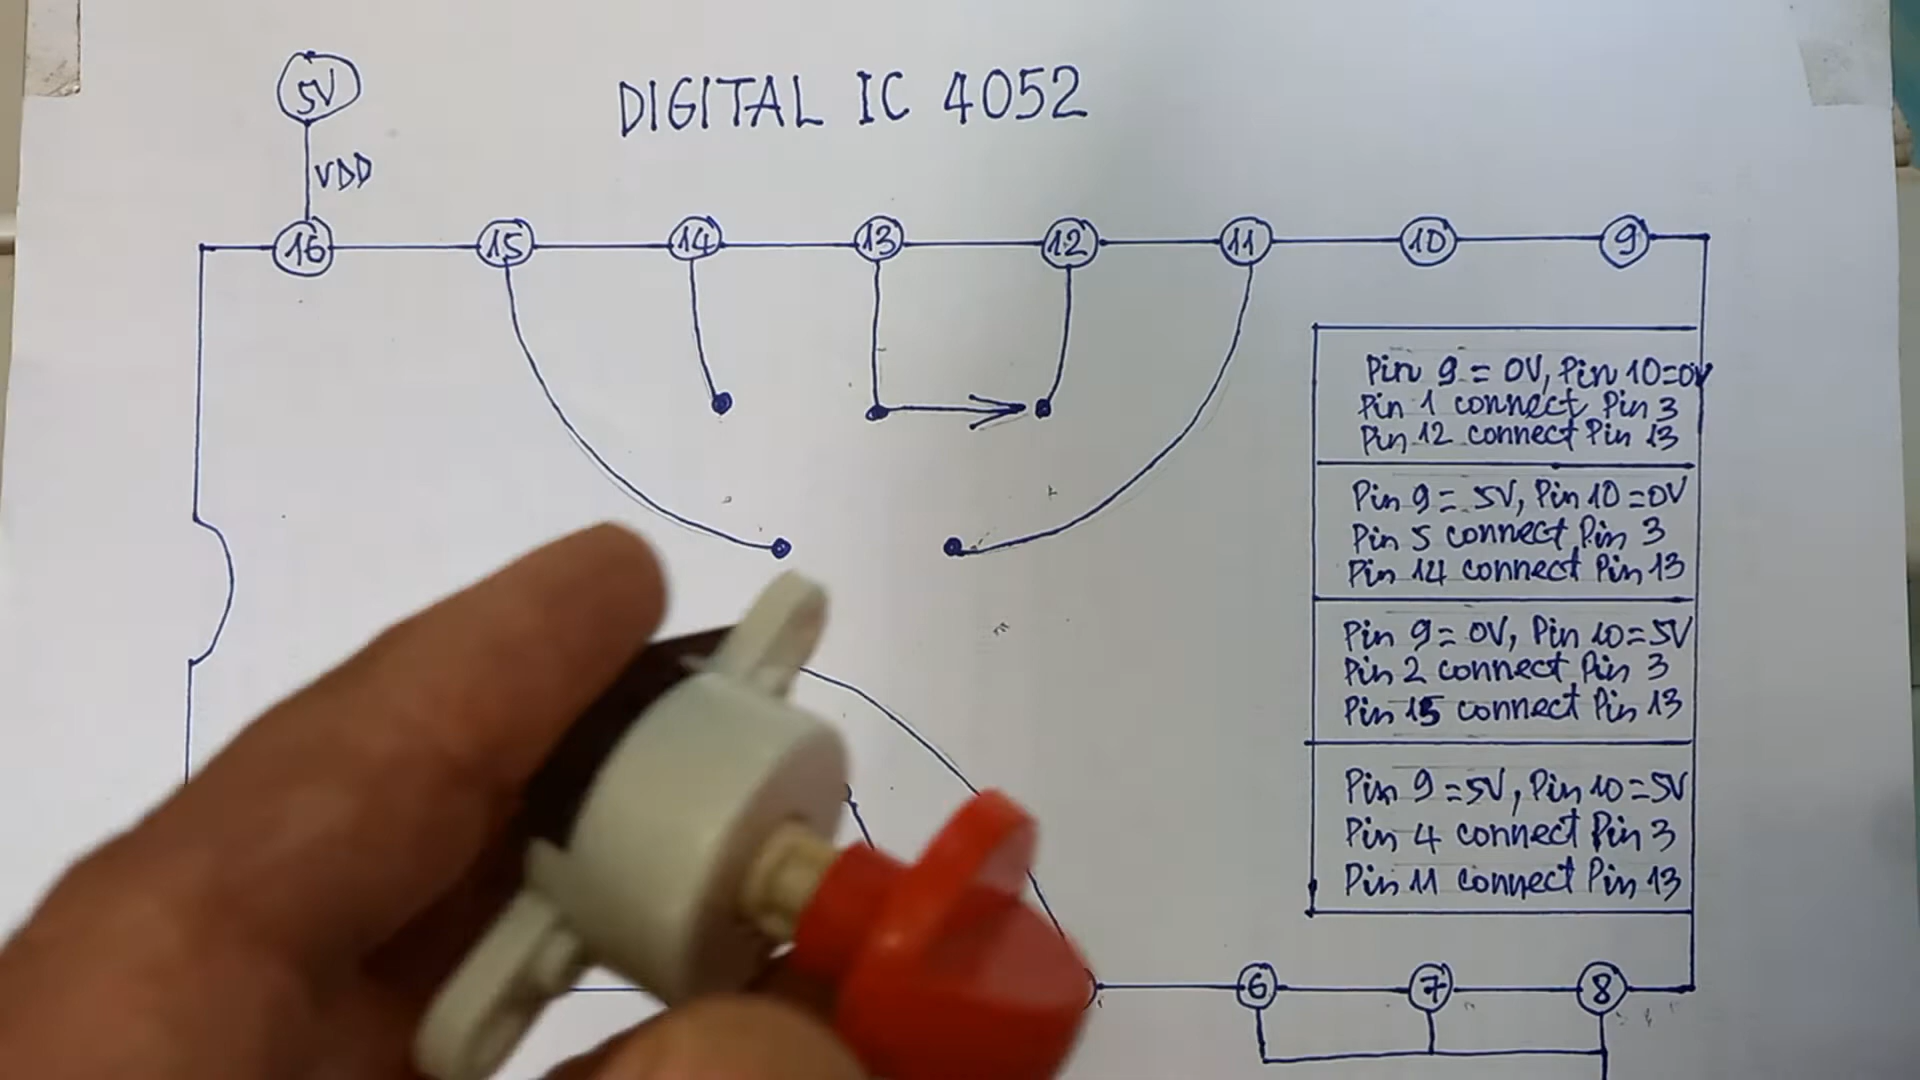 5V
DIGITAL IC 4052
VDD
16 15 14 13 12 11 10 9
Pin 9 = 0V, Pin 10=0V
Pin 1 connect Pin 3
Pin 12 connect Pin 13
Pin 9 = 5V, Pin 10=0V
Pin 5 connect Pin 3
Pin 14 connect Pin 13
Pin 9= 0V, Pin 10=5V
Pin 2 connect Pin 3
Pin 15 connect Pin 13
Pin 9=5V, Pin 10=5V
Pin 4 connect Pin 3
Pin 11 connect Pin 13
6 7 8